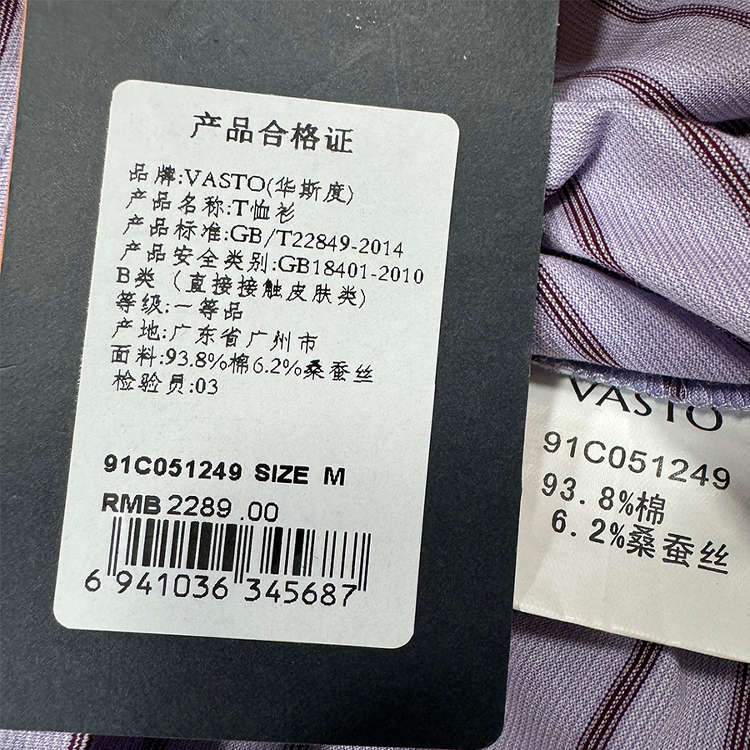 产品合格证
品牌:VASTO(华斯度)
产品名称:T恤衫
产品标准:GB/T22849-2014
产品安全类别:GB18401-2010
B类（直接接触皮肤类）
等级:一等品
产地:广东省广州市
面料:93.8%棉6.2%桑蚕丝
检验员:03
91C051249 SIZE M
RMB 2289.00
6 941036 345687
VASTO
91C051249
93.8%棉
6.2%桑蚕丝